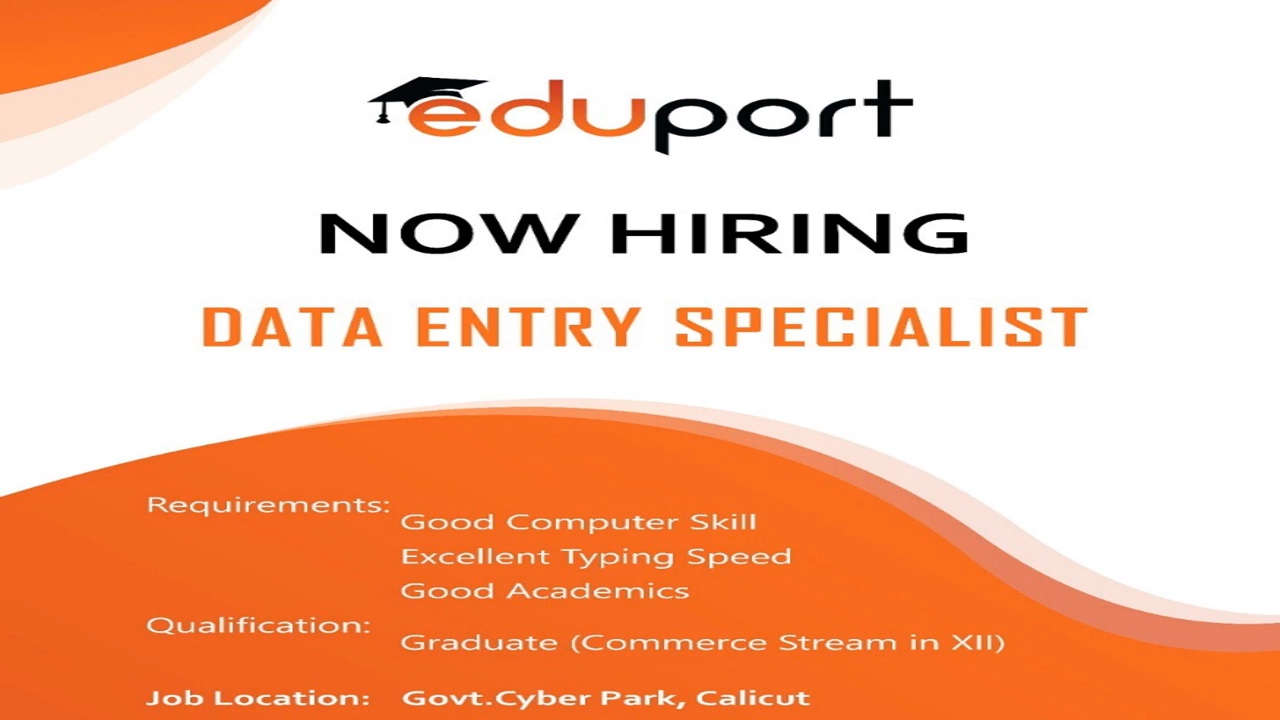 eduport
NOW HIRING
DATA ENTRY SPECIALIST
Requirements:
Good Computer Skill
Excellent Typing Speed
Good Academics
Qualification:
Graduate (Commerce Stream in XII)
Job Location: Govt.Cyber Park, Calicut